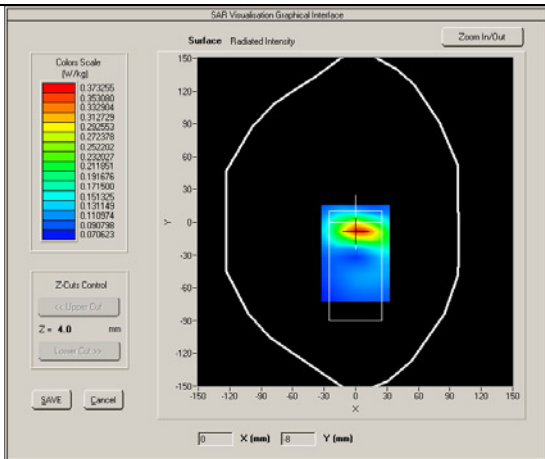 SAR Visualisation Graphical Interface
Surface Radiated Intensity
Zoom In/Out
Colors Scale
(W/kg)
0.373255
0.353080
0.332904
0.312729
0.292553
0.272378
0.252202
0.232027
0.211851
0.191676
0.171500
0.151325
0.131149
0.110974
0.090798
0.070623
Z-Cuts Control
<< Upper Cut
Z = 4.0 mm
Lower Cut >>
SAVE Cancel
150
120
90
60
30
0
-30
-60
-90
-120
-150
Y
-150 -120 -90 -60 -30 0 30 60 90 120 150
X
0 X (mm) -8 Y (mm)